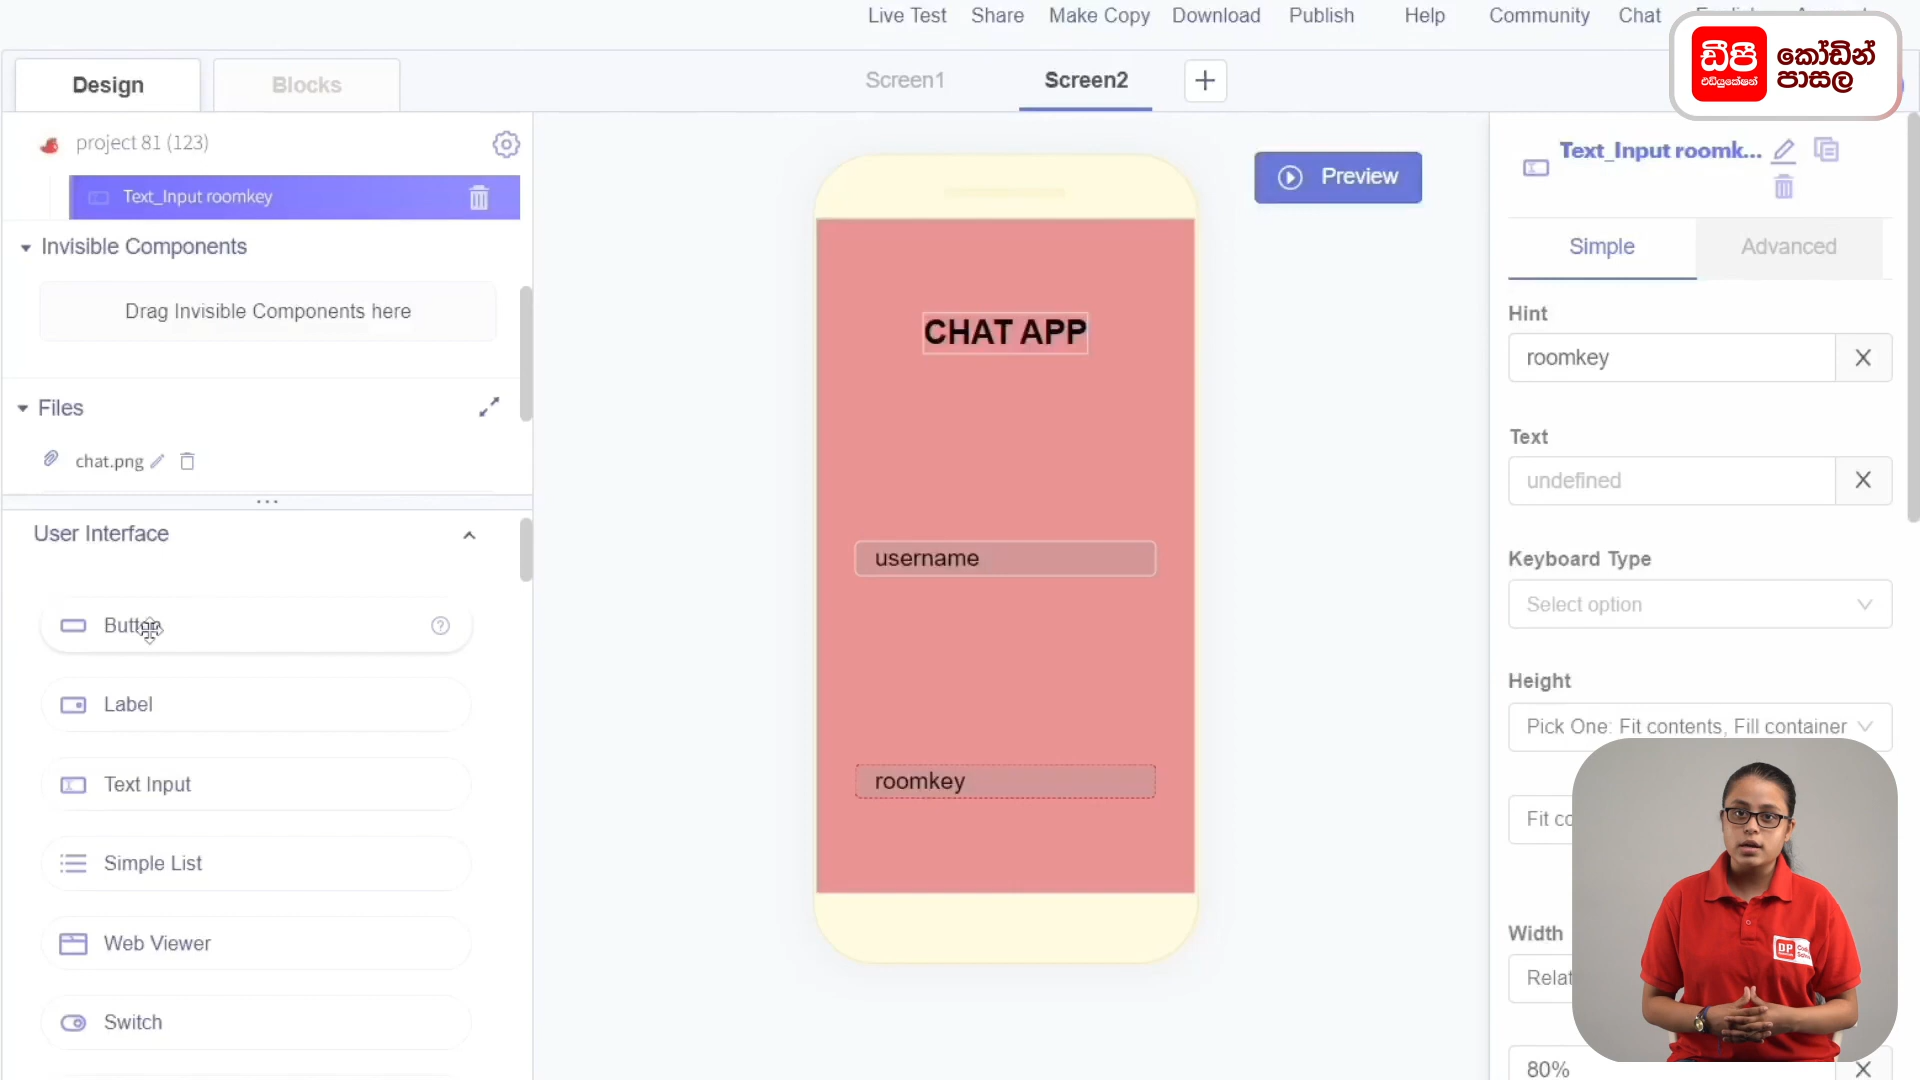 Live Test Share Make Copy Download Publish Help Community Chat
ඩීපී
එඩියුකේෂන්
කෝඩින්
පාසල
Design
Blocks
Screen1
Screen2
project 81 (123)
Text_Input roomkey
Invisible Components
Drag Invisible Components here
Files
chat.png
User Interface
Button
Label
Text Input
Simple List
Web Viewer
Switch
Preview
CHAT APP
username
roomkey
Text_Input roomk...
Simple
Advanced
Hint
roomkey
X
Text
undefined
X
Keyboard Type
Select option
Height
Pick One: Fit contents, Fill container
Width
80%
X
DP